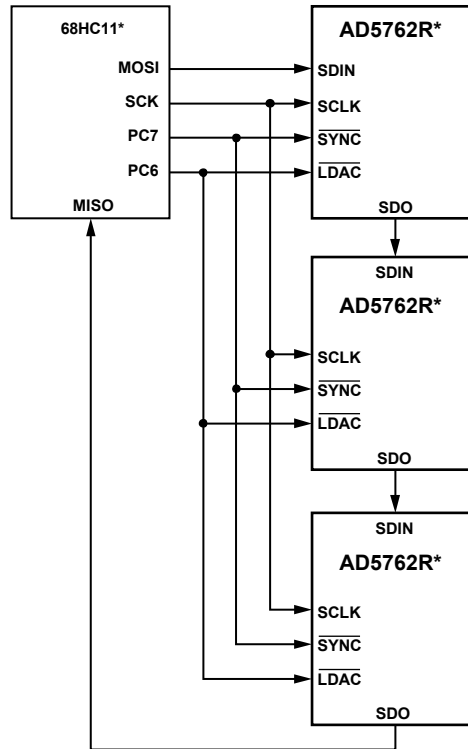 68HC11*
MOSI
SCK
PC7
PC6
MISO
AD5762R*
SDIN
SCLK
SYNC
LDAC
SDO
SDIN
AD5762R*
SCLK
SYNC
LDAC
SDO
SDIN
AD5762R*
SCLK
SYNC
LDAC
SDO